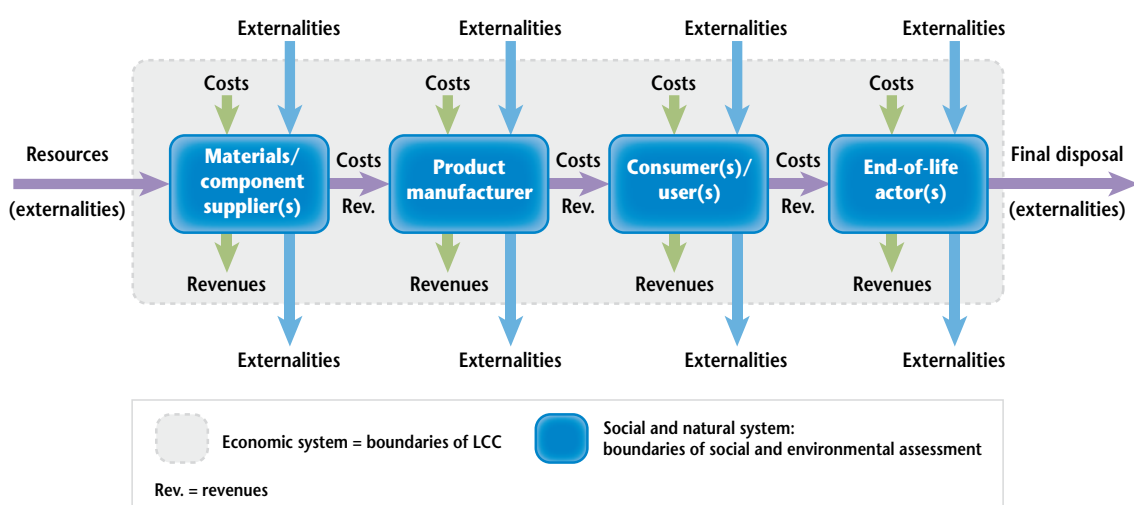 Externalities
Externalities
Externalities
Externalities
Costs
Costs
Costs
Costs
Resources
(externalities)
Materials/
component
supplier(s)
Costs
Rev.
Product
manufacturer
Costs
Rev.
Consumer(s)/
user(s)
Costs
Rev.
End-of-life
actor(s)
Final disposal
(externalities)
Revenues
Revenues
Revenues
Revenues
Externalities
Externalities
Externalities
Externalities
Economic system = boundaries of LCC
Social and natural system:
boundaries of social and environmental assessment
Rev. = revenues